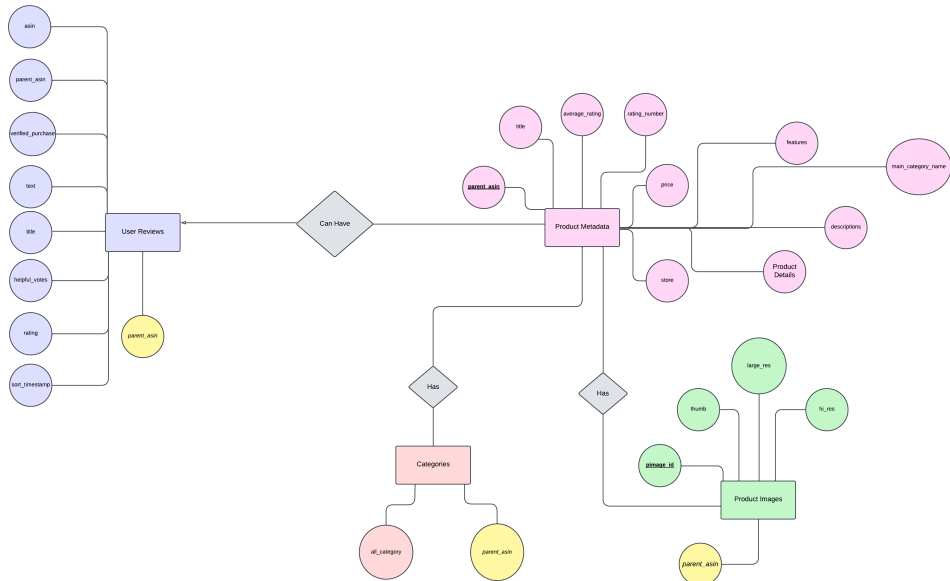 asin
parent_asin
verified_purchase
text
title
helpful_votes
rating
sort_timestamp
User Reviews
parent_asin
Can Have
title
average_rating
rating_number
parent_asin
price
features
main_category_name
Product Metadata
descriptions
Product
Details
store
Has
Has
Categories
all_category
parent_asin
large_res
thumb
hi_res
pimage_id
Product Images
parent_asin